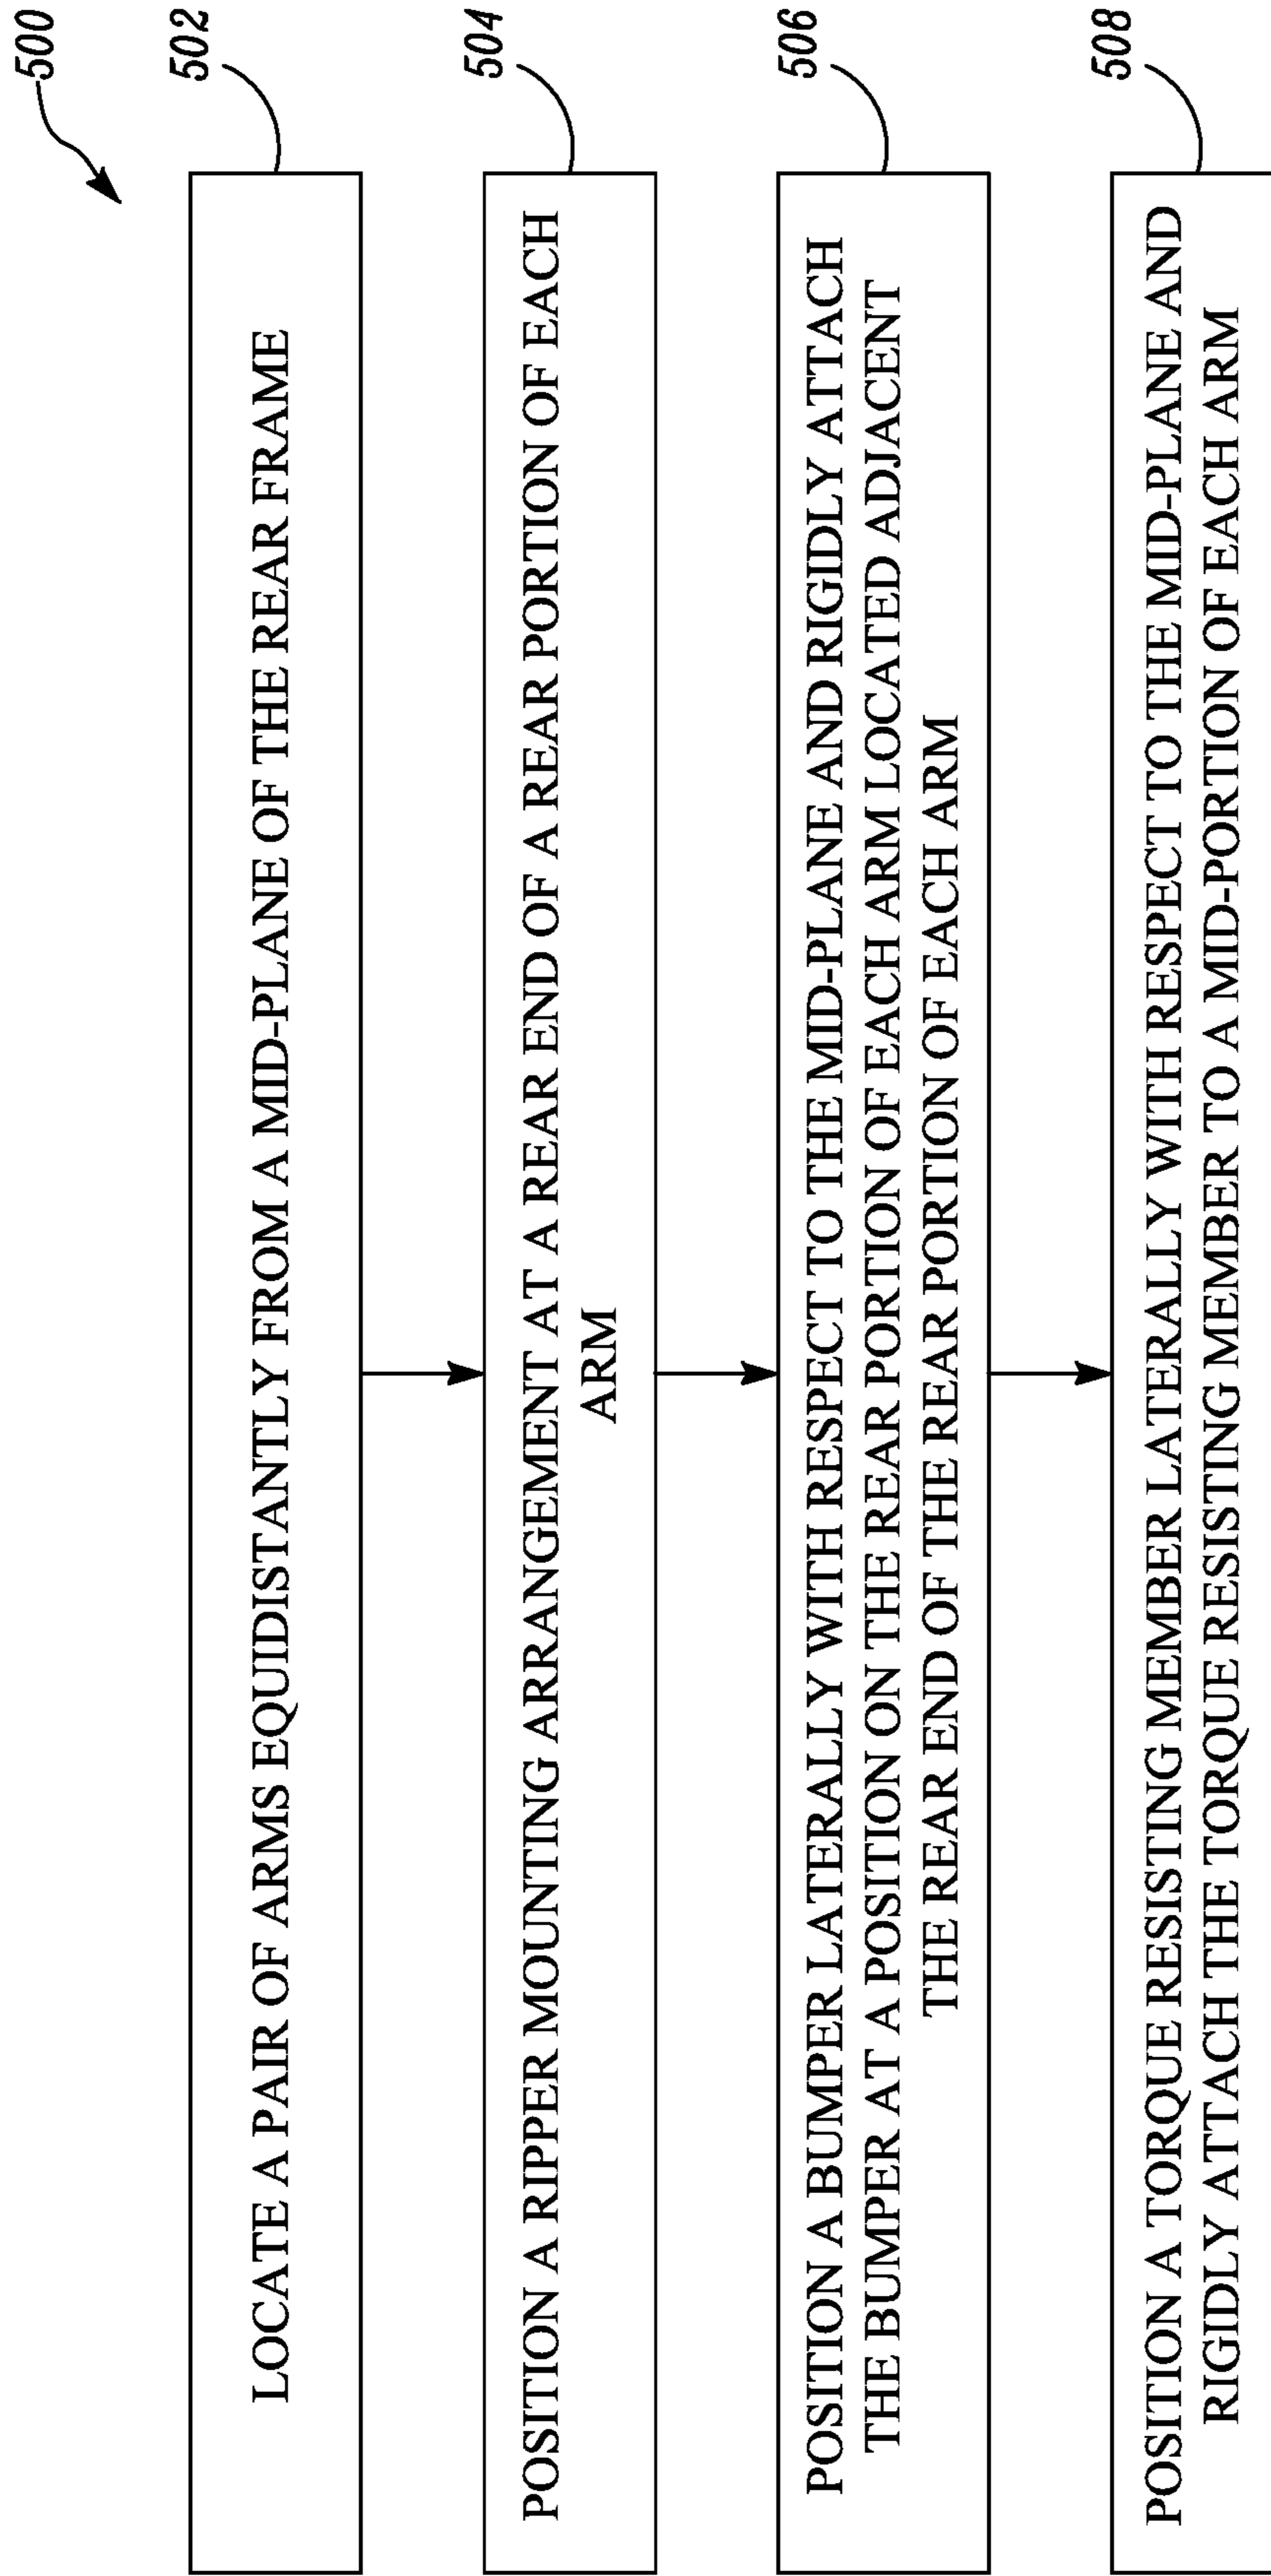 500
502
LOCATE A PAIR OF ARMS EQUIDISTANTLY FROM A MID-PLANE OF THE REAR FRAME
504
POSITION A RIPPER MOUNTING ARRANGEMENT AT A REAR END OF A REAR PORTION OF EACH
ARM
506
POSITION A BUMPER LATERALLY WITH RESPECT TO THE MID-PLANE AND RIGIDLY ATTACH
THE BUMPER AT A POSITION ON THE REAR PORTION OF EACH ARM LOCATED ADJACENT
THE REAR END OF THE REAR PORTION OF EACH ARM
508
POSITION A TORQUE RESISTING MEMBER LATERALLY WITH RESPECT TO THE MID-PLANE AND
RIGIDLY ATTACH THE TORQUE RESISTING MEMBER TO A MID-PORTION OF EACH ARM